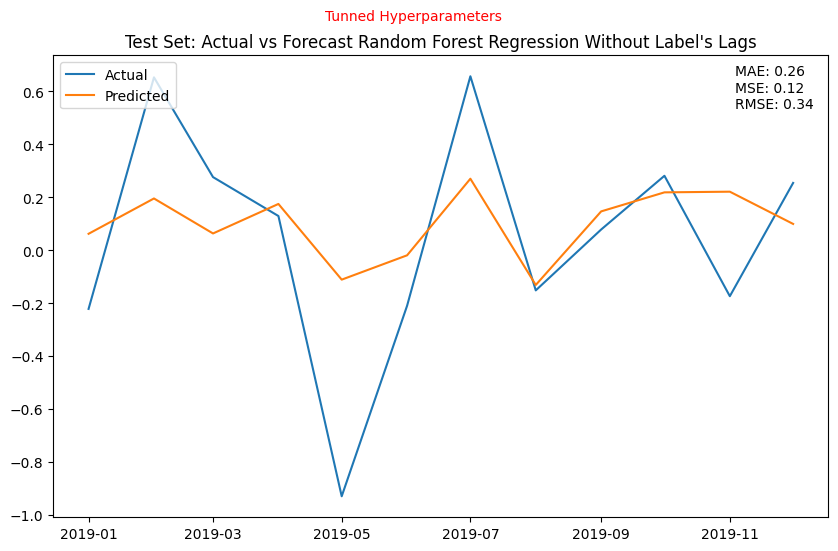 Tunned Hyperparameters
Test Set: Actual vs Forecast Random Forest Regression Without Label's Lags
Actual
Predicted
MAE: 0.26
MSE: 0.12
RMSE: 0.34
0.6
0.4
0.2
0.0
−0.2
−0.4
−0.6
−0.8
−1.0
2019-01 2019-03 2019-05 2019-07 2019-09 2019-11